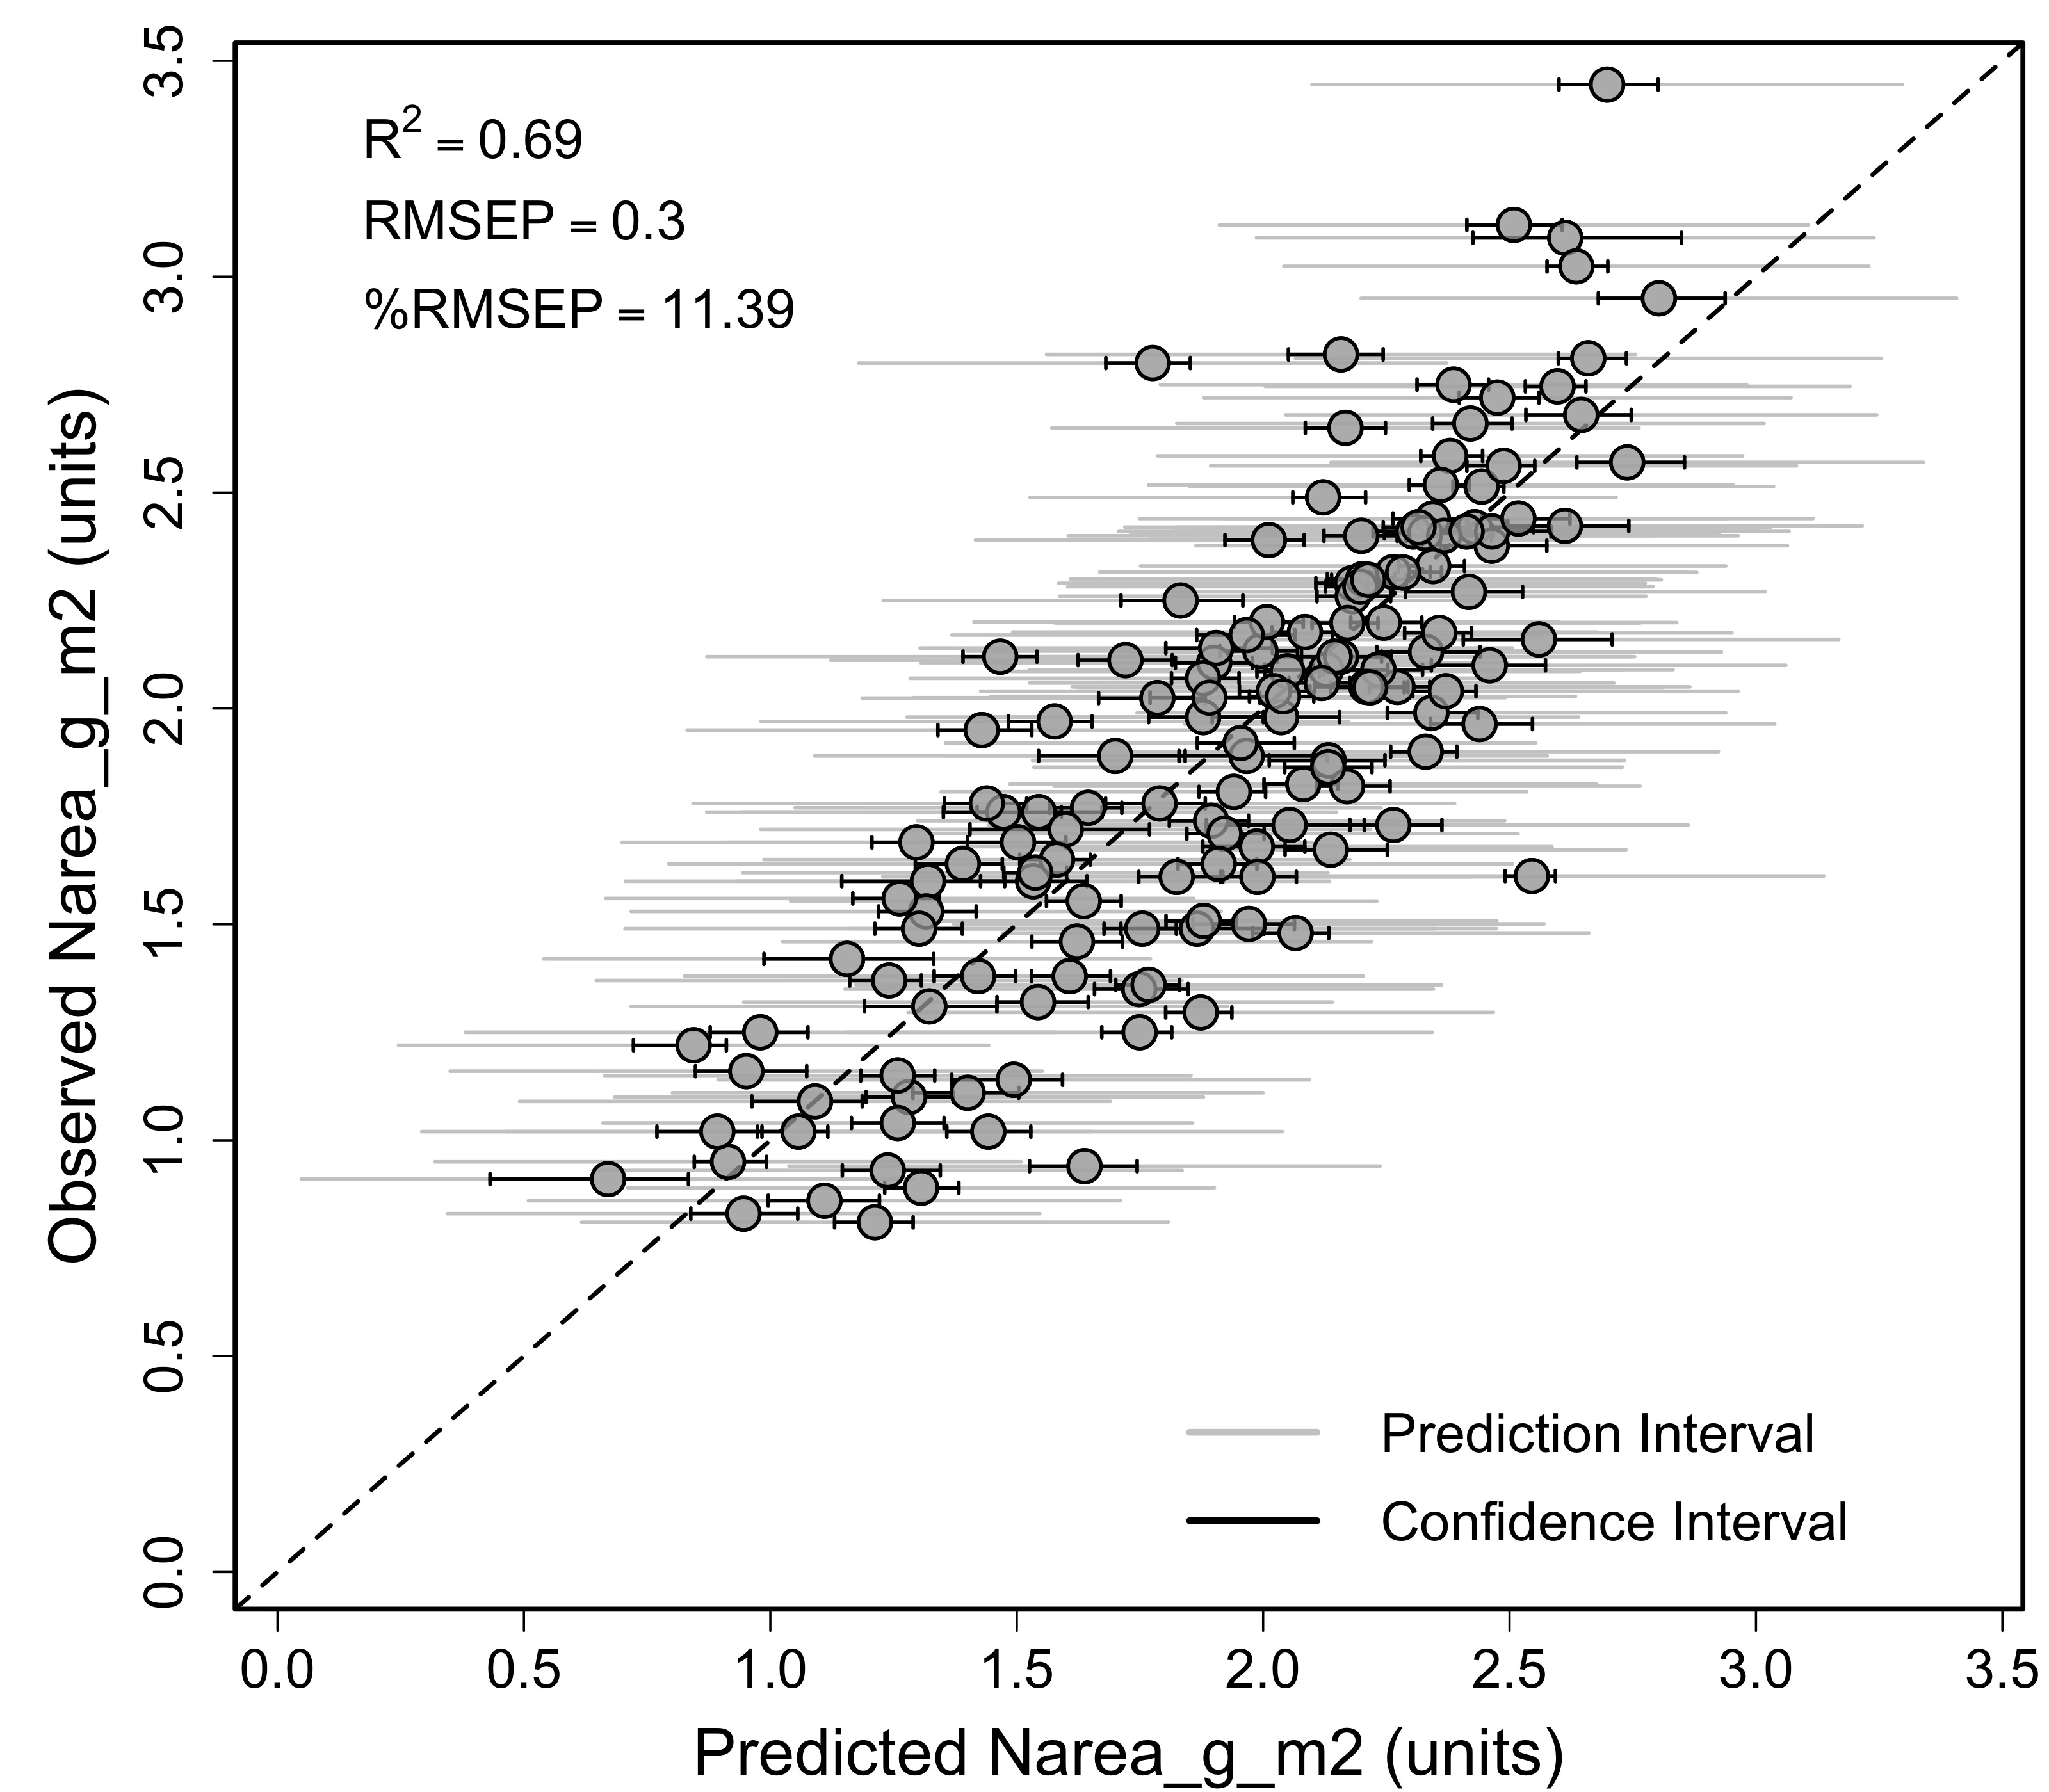 R2 = 0.69
RMSEP = 0.3
%RMSEP = 11.39
Observed Narea_g_m2 (units)
3.5
3.0
2.5
2.0
1.5
1.0
0.5
0.0
Prediction Interval
Confidence Interval
0.0 0.5 1.0 1.5 2.0 2.5 3.0 3.5
Predicted Narea_g_m2 (units)